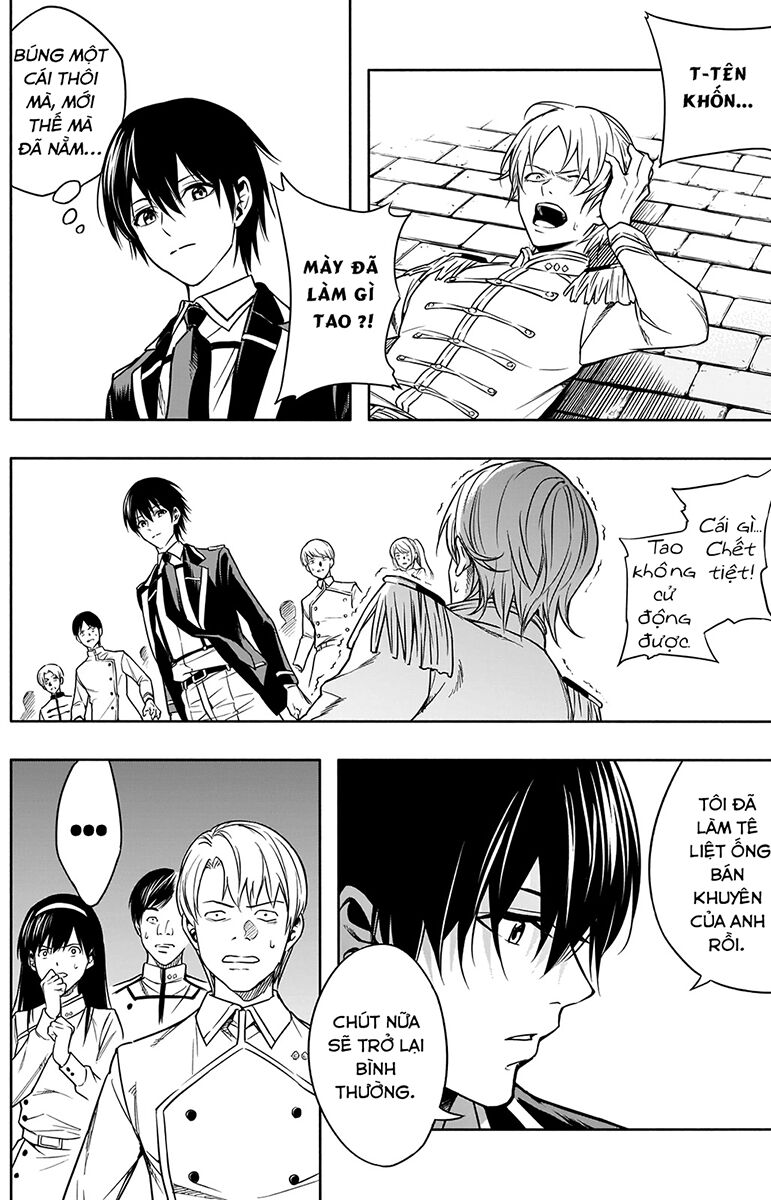 T-TÊN
KHỐN...
MÀY ĐÃ
LÀM GÌ
TAO ?!
BÚNG MỘT
CÁI THÔI
MÀ, MỚI
THẾ MÀ
ĐÃ NẰM...
Cái gì...
Chết
tiệt!
Tao
không
cử
động
được
TÔI ĐÃ
LÀM TÊ
LIỆT ỐNG
BÁN
KHUYÊN
CỦA ANH
RỒI.
CHÚT NỮA
SẼ TRỞ LẠI
BÌNH
THƯỜNG.
...